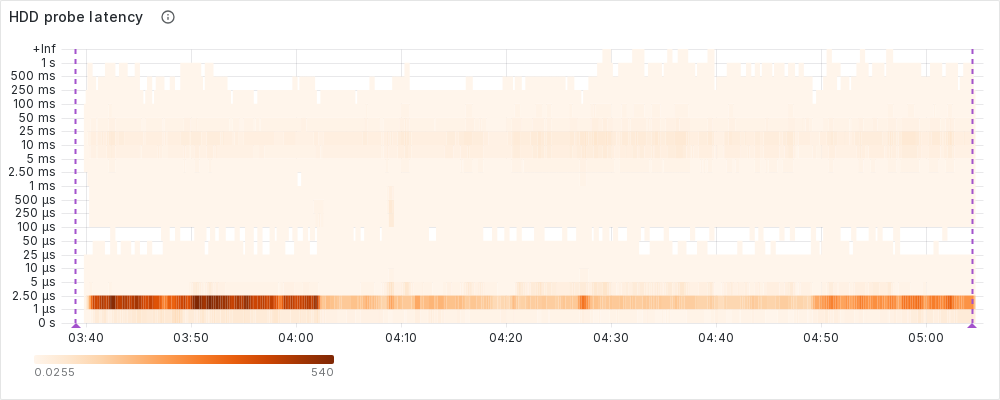 HDD probe latency
+Inf
1 s
500 ms
250 ms
100 ms
50 ms
25 ms
10 ms
5 ms
2.50 ms
1 ms
500 µs
250 µs
100 µs
50 µs
25 µs
10 µs
5 µs
2.50 µs
1 µs
0 s
03:40 03:50 04:00 04:10 04:20 04:30 04:40 04:50 05:00
0.0255 540